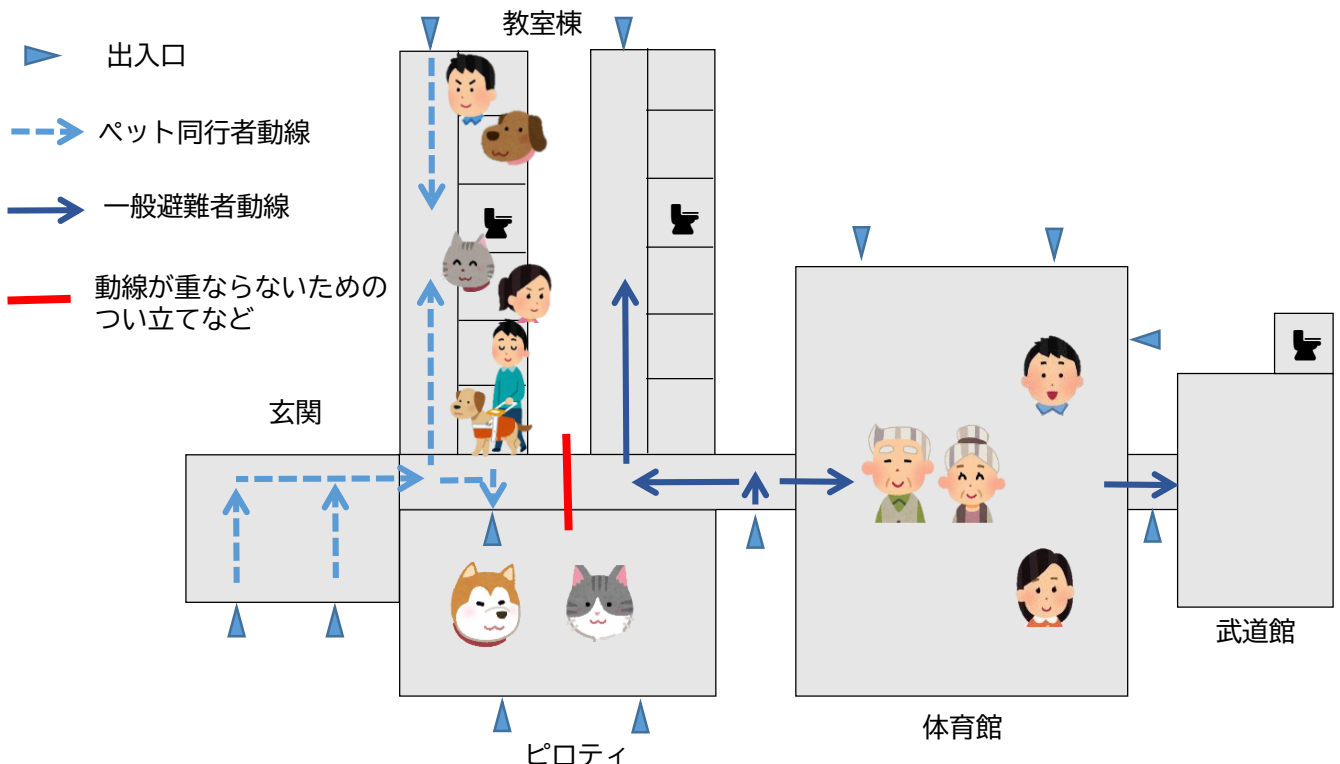 教室棟
出入口
ペット同行者動線
一般避難者動線
動線が重ならないための
つい立てなど
玄関
武道館
体育館
ピロティ